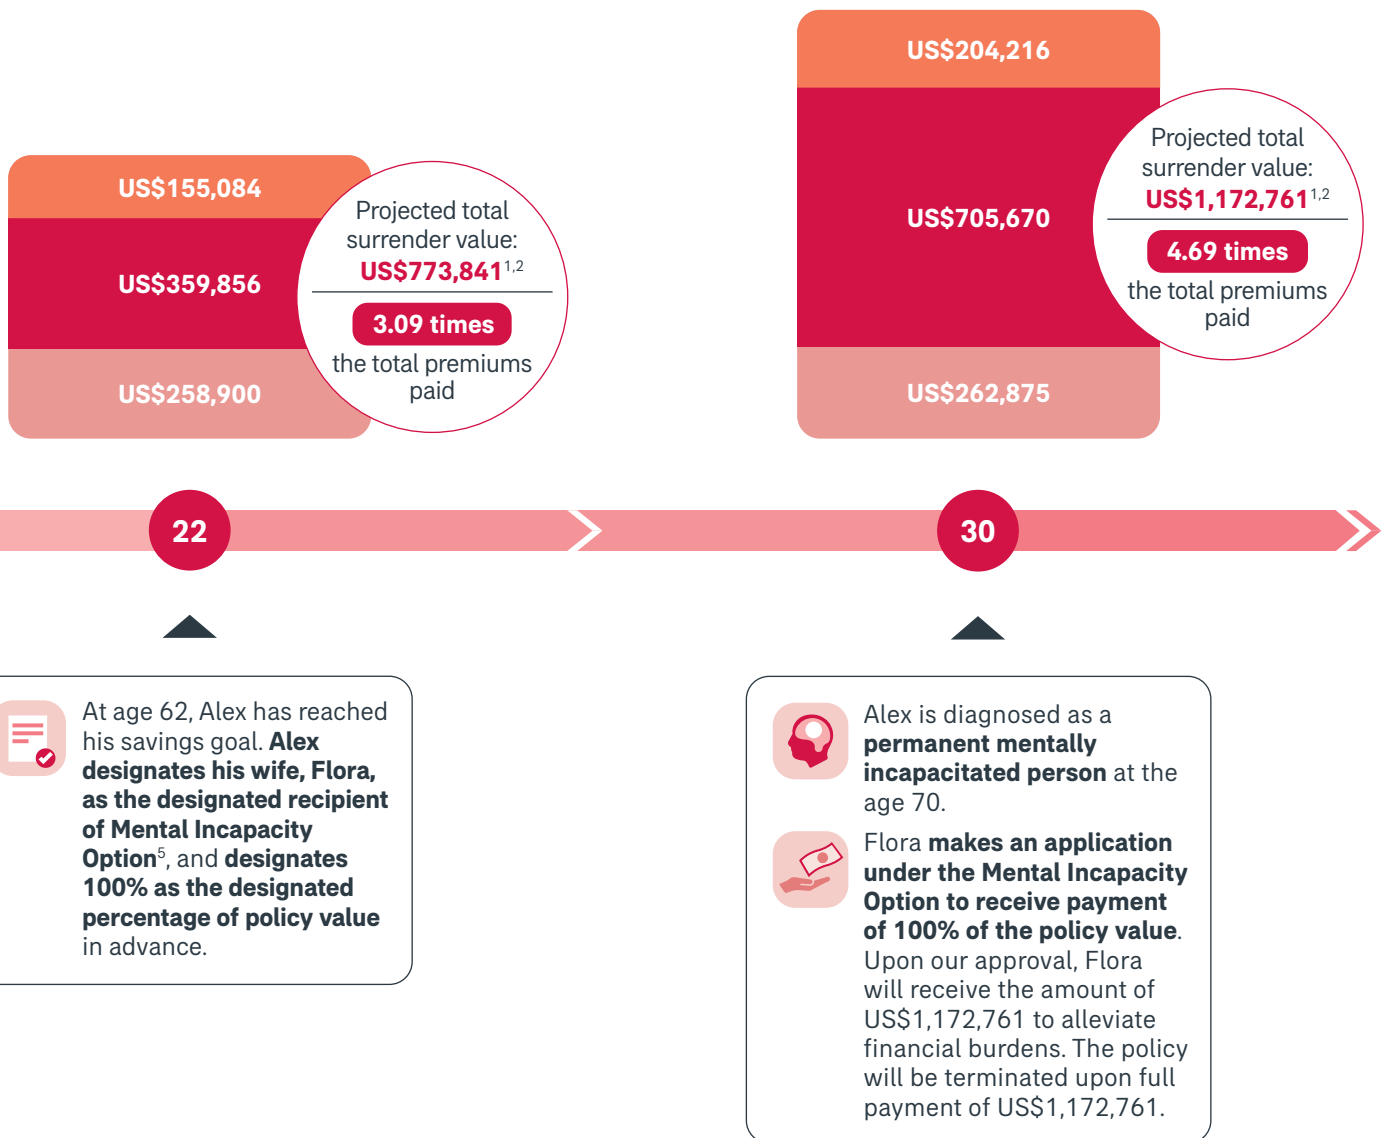 US$155,084
US$359,856
US$258,900
Projected total
surrender value:
US$773,8411,2
3.09 times
the total premiums
paid
US$204,216
US$705,670
US$262,875
Projected total
surrender value:
US$1,172,7611,2
4.69 times
the total premiums
paid
22
30
At age 62, Alex has reached
his savings goal. Alex
designates his wife, Flora,
as the designated recipient
of Mental Incapacity
Option5, and designates
100% as the designated
percentage of policy value
in advance.
Alex is diagnosed as a
permanent mentally
incapacitated person at the
age 70.
Flora makes an application
under the Mental Incapacity
Option to receive payment
of 100% of the policy value.
Upon our approval, Flora
will receive the amount of
US$1,172,761 to alleviate
financial burdens. The policy
will be terminated upon full
payment of US$1,172,761.